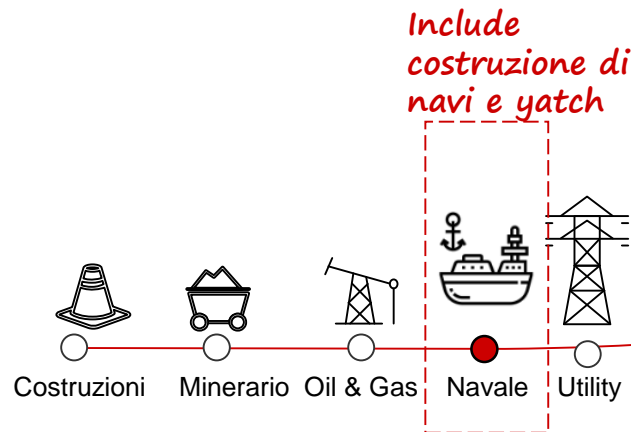 Include
costruzione di
navi e yatch
Costruzioni Minerario Oil & Gas Navale Utility